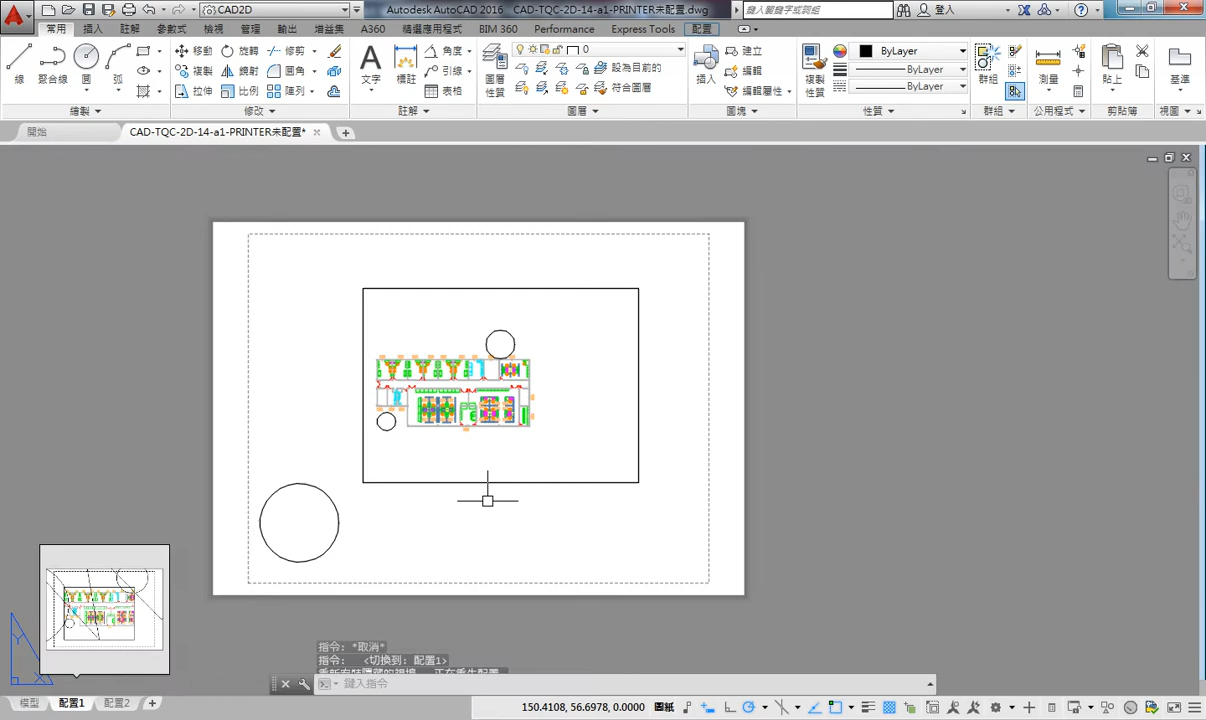 CAD2D
Autodesk AutoCAD 2016 CAD-TQC-2D-14-a1-PRINTER未配置.dwg
鍵入關鍵字或詞組
登入
常用 插入 註解 參數式 檢視 管理 輸出 增益集 A360 精選應用程式 BIM 360 Performance Express Tools 配置
線 聚合線 圓 弧
移動 旋轉 修剪
複製 鏡射 圓角
拉伸 比例 陣列
文字 標註
角度
引線
表格
圖層性質
0
設為目前的
符合圖層
插入
建立
編輯
編輯屬性
複製性質
ByLayer
ByLayer
ByLayer
群組
測量
貼上
基準
繪製 修改 註解 圖層 圖塊 性質 群組 公用程式 剪貼簿 視圖
開始 CAD-TQC-2D-14-a1-PRINTER未配置*
Y
X
指令: *取消*
指令: <切換到: 配置1>
鍵入指令
模型 配置1 配置2
150.4108, 56.6978, 0.0000 圖紙